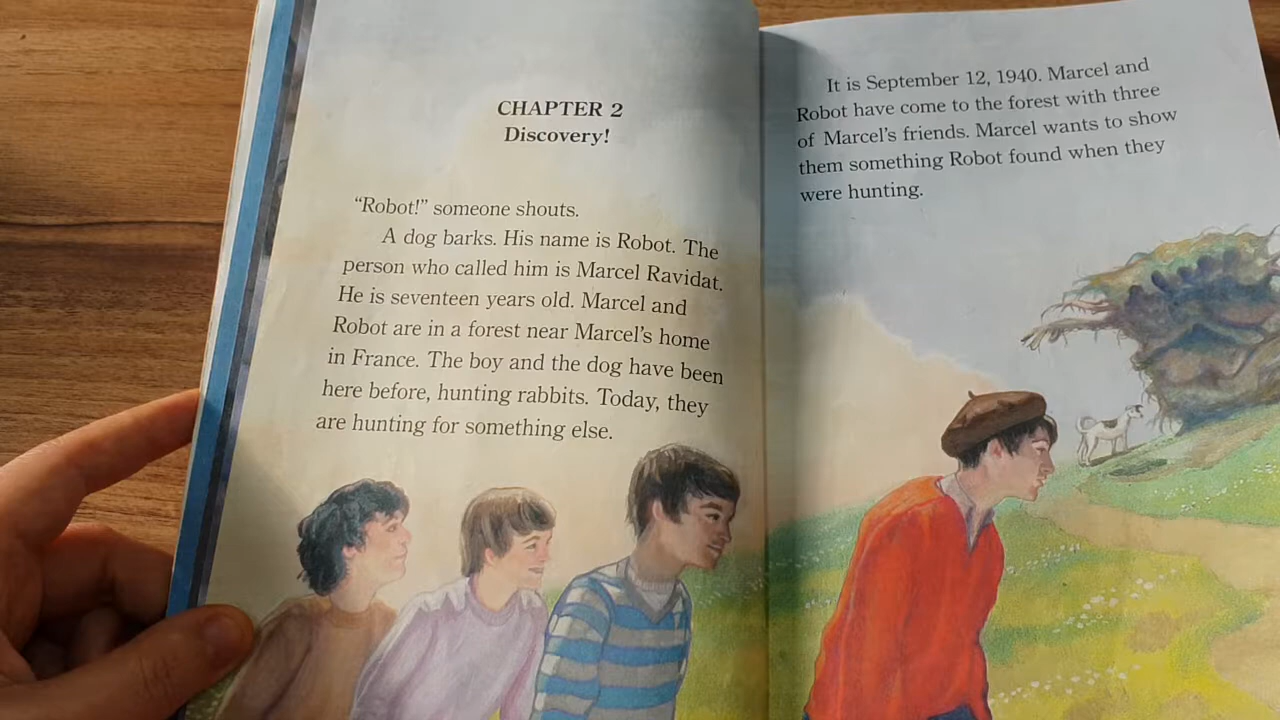 CHAPTER 2
Discovery!
“Robot!” someone shouts.
A dog barks. His name is Robot. The
person who called him is Marcel Ravidat.
He is seventeen years old. Marcel and
Robot are in a forest near Marcel’s home
in France. The boy and the dog have been
here before, hunting rabbits. Today, they
are hunting for something else.
It is September 12, 1940. Marcel and
Robot have come to the forest with three
of Marcel’s friends. Marcel wants to show
them something Robot found when they
were hunting.